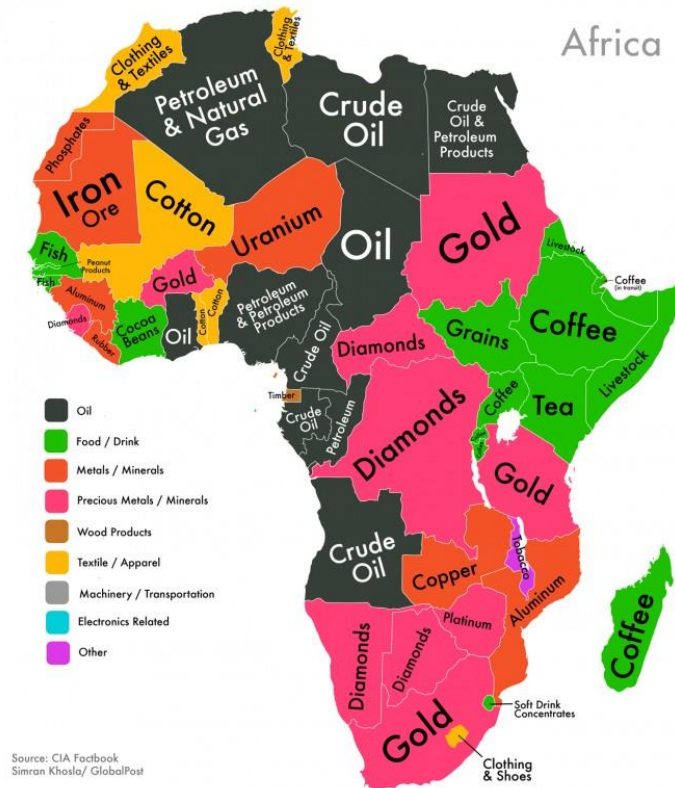 Africa
Clothing
& Textiles
Clothing
& Textiles
Petroleum
& Natural
Gas
Crude
Oil
Crude
Oil &
Petroleum
Products
Phosphates
Iron
Ore
Cotton
Uranium
Oil
Gold
Fish
Peanut
Products
Fish
Gold
Livestock
Coffee
(in transit)
Aluminum
Diamonds
Rubber
Cocoa
Beans
Oil
Cotton
Cotton
Petroleum
& Petroleum
Products
Crude Oil
Diamonds
Grains
Coffee
Livestock
Timber
Crude
Oil
Petroleum
Diamonds
Coffee
Tea
Gold
Crude
Oil
Copper
Tobacco
Aluminum
Coffee
Diamonds
Diamonds
Platinum
Gold
Soft Drink
Concentrates
Clothing
& Shoes
Oil
Food / Drink
Metals / Minerals
Precious Metals / Minerals
Wood Products
Textile / Apparel
Machinery / Transportation
Electronics Related
Other
Source: CIA Factbook
Simran Khosla/ GlobalPost